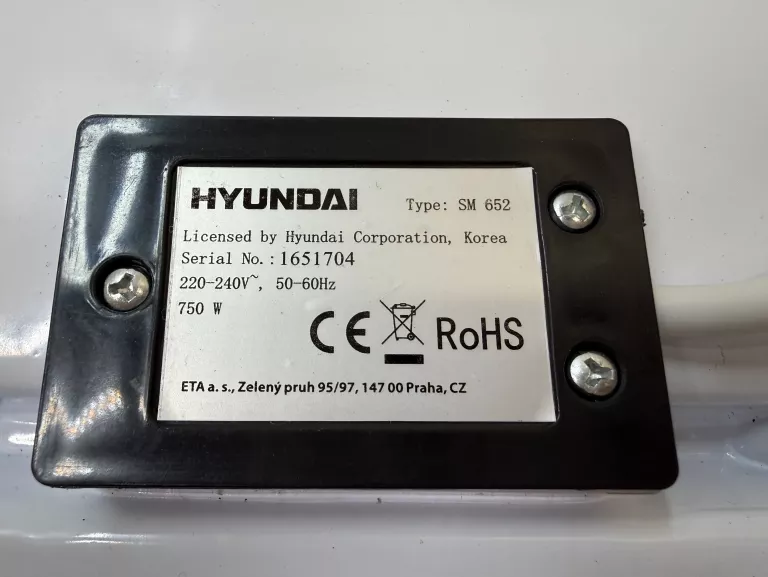 HYUNDAI Type: SM 652
Licensed by Hyundai Corporation, Korea
Serial No.: 1651704
220-240V~, 50-60Hz
750 W
CE RoHS
ETA a. s., Zelený pruh 95/97, 147 00 Praha, CZ